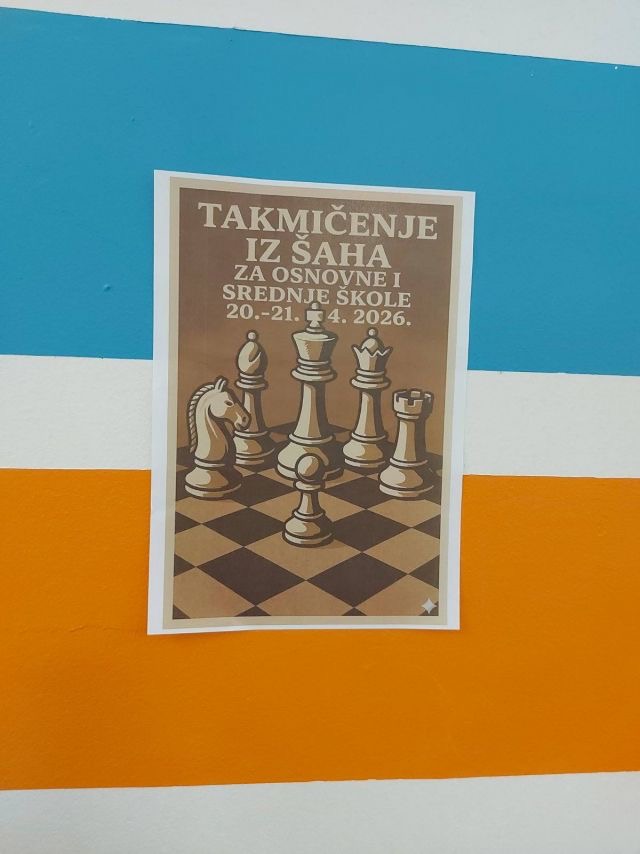 TAKMIČENJE
IZ ŠAHA
ZA OSNOVNE I
SREDNJE ŠKOLE
20.-21. 4. 2026.